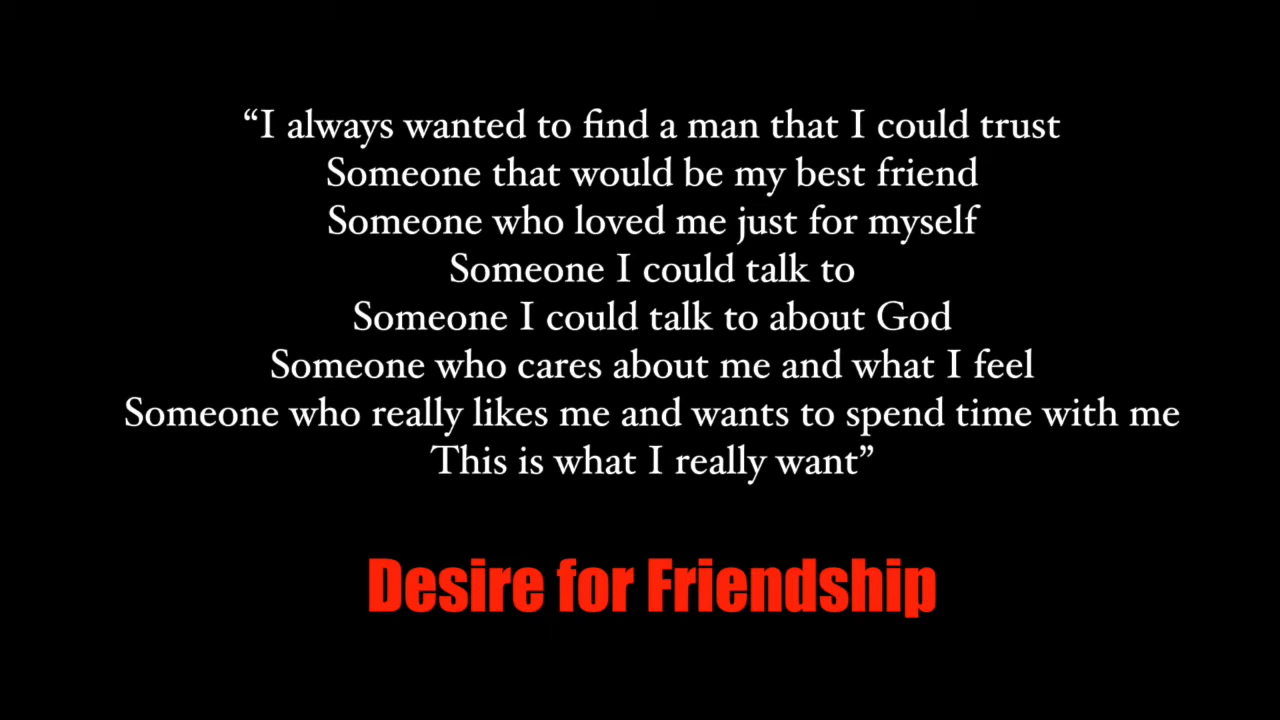 “I always wanted to find a man that I could trust
Someone that would be my best friend
Someone who loved me just for myself
Someone I could talk to
Someone I could talk to about God
Someone who cares about me and what I feel
Someone who really likes me and wants to spend time with me
This is what I really want”
Desire for Friendship